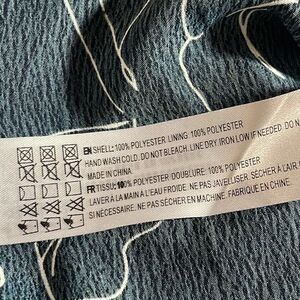 EN SHELL: 100% POLYESTER LINING: 100% POLYESTER
HAND WASH COLD. DO NOT BLEACH. LINE DRY. IRON LOW IF NEEDED. DO N
MADE IN CHINA.
FR TISSU: 100% POLYESTER DOUBLURE: 100% POLYESTER
LAVER A LA MAIN À L'EAU FROIDE. NE PAS JAVELLISER. SÉCHER À L'AIR.
SI NÉCESSAIRE. NE PAS SÉCHER EN MACHINE. FABRIQUÉ EN CHINE.